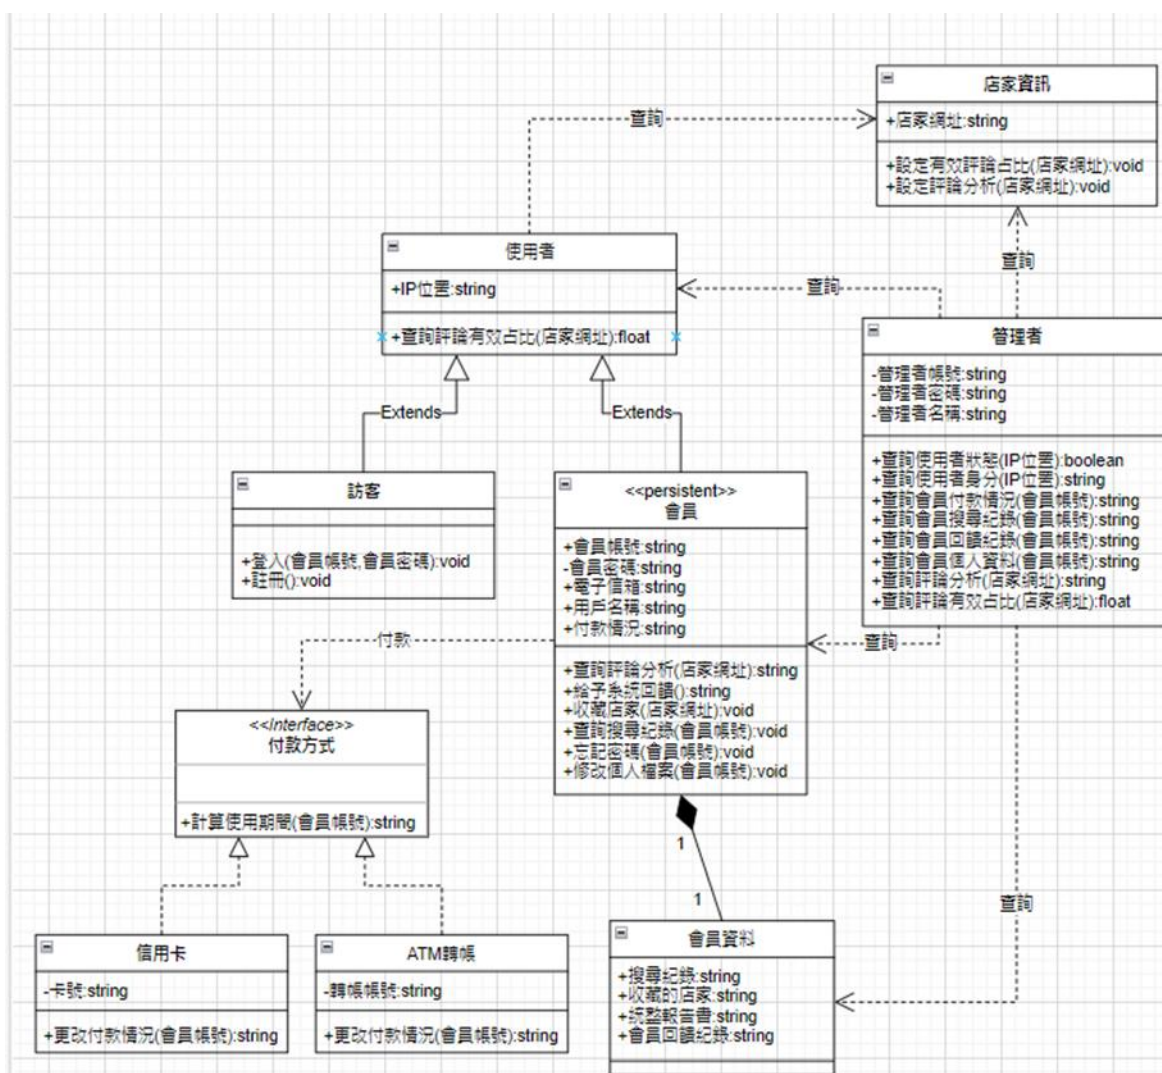 店家資訊
+店家網址:string
+設定有效評論占比(店家網址):void
+設定評論分析(店家網址):void
查詢
查詢
使用者
+IP位置:string
+查詢評論有效占比(店家網址):float
查詢
管理者
-管理者帳號:string
-管理者密碼:string
-管理者名稱:string
+查詢使用者狀態(IP位置):boolean
+查詢使用者身分(IP位置):string
+查詢會員付款情況(會員帳號):string
+查詢會員搜尋紀錄(會員帳號):string
+查詢會員回饋紀錄(會員帳號):string
+查詢會員個人資料(會員帳號):string
+查詢評論分析(店家網址):string
+查詢評論有效占比(店家網址):float
Extends
Extends
訪客
+登入(會員帳號,會員密碼):void
+註冊():void
<<persistent>>
會員
+會員帳號:string
-會員密碼:string
+電子信箱:string
+用戶名稱:string
+付款情況:string
+查詢評論分析(店家網址):string
+給予系統回饋():string
+收藏店家(店家網址):void
+查詢搜尋紀錄(會員帳號):void
+忘記密碼(會員帳號):void
+修改個人檔案(會員帳號):void
付款
查詢
<<interface>>
付款方式
+計算使用期間(會員帳號):string
1
1
查詢
信用卡
-卡號:string
+更改付款情況(會員帳號):string
ATM轉帳
-轉帳帳號:string
+更改付款情況(會員帳號):string
會員資料
+搜尋紀錄:string
+收藏的店家:string
+統整報告書:string
+會員回饋紀錄:string